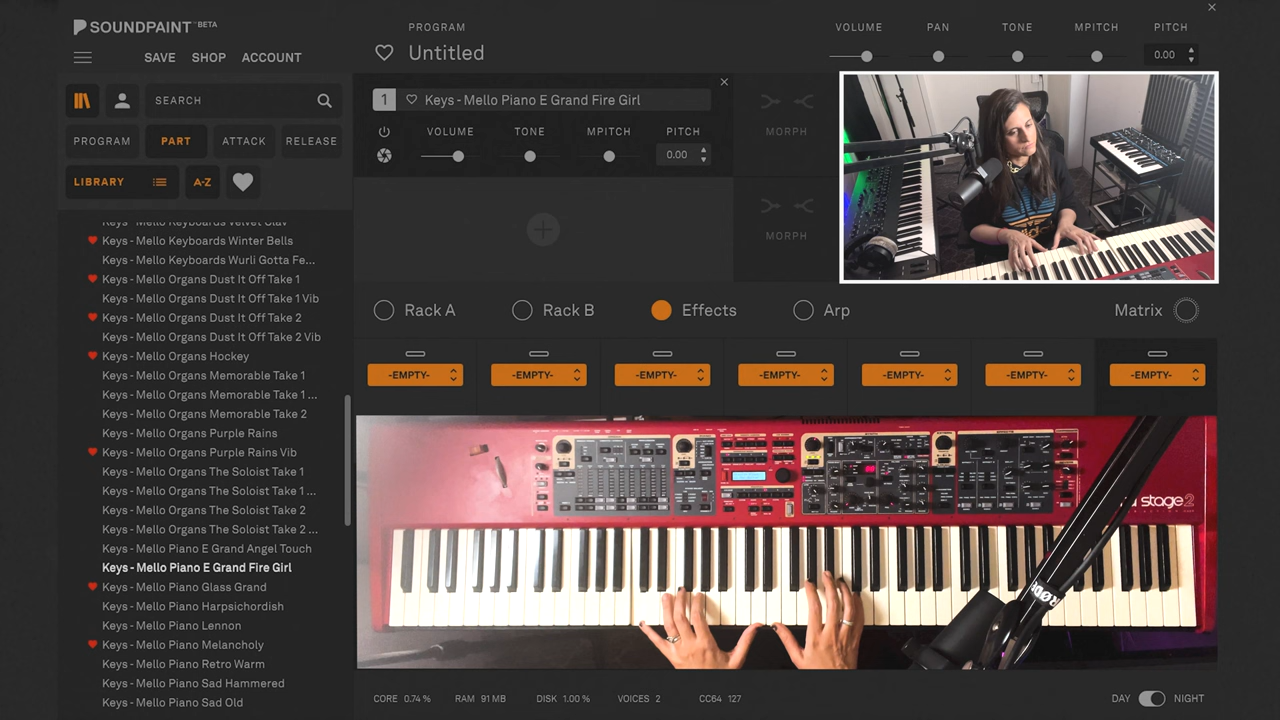 SOUNDPAINT BETA
PROGRAM
Untitled
VOLUME PAN TONE MPITCH PITCH
0.00
SAVE SHOP ACCOUNT
SEARCH
PROGRAM PART ATTACK RELEASE
LIBRARY A-Z
1 Keys - Mello Piano E Grand Fire Girl
VOLUME TONE MPITCH PITCH
0.00
MORPH
MORPH
Keys - Mello Keyboards Velvet Clav
Keys - Mello Keyboards Winter Bells
Keys - Mello Keyboards Wurli Gotta Fe...
Keys - Mello Organs Dust It Off Take 1
Keys - Mello Organs Dust It Off Take 1 Vib
Keys - Mello Organs Dust It Off Take 2
Keys - Mello Organs Dust It Off Take 2 Vib
Keys - Mello Organs Hockey
Keys - Mello Organs Memorable Take 1
Keys - Mello Organs Memorable Take 1 ...
Keys - Mello Organs Memorable Take 2
Keys - Mello Organs Purple Rains
Keys - Mello Organs Purple Rains Vib
Keys - Mello Organs The Soloist Take 1
Keys - Mello Organs The Soloist Take 1 ...
Keys - Mello Organs The Soloist Take 2
Keys - Mello Organs The Soloist Take 2 ...
Keys - Mello Piano E Grand Angel Touch
Keys - Mello Piano E Grand Fire Girl
Keys - Mello Piano Glass Grand
Keys - Mello Piano Harpsichordish
Keys - Mello Piano Lennon
Keys - Mello Piano Melancholy
Keys - Mello Piano Retro Warm
Keys - Mello Piano Sad Hammered
Keys - Mello Piano Sad Old
Rack A Rack B Effects Arp Matrix
-EMPTY- -EMPTY- -EMPTY- -EMPTY- -EMPTY- -EMPTY- -EMPTY-
stage2
RØDE
CORE 0.74 % RAM 91 MB DISK 1.00 % VOICES 2 CC64 127
DAY NIGHT